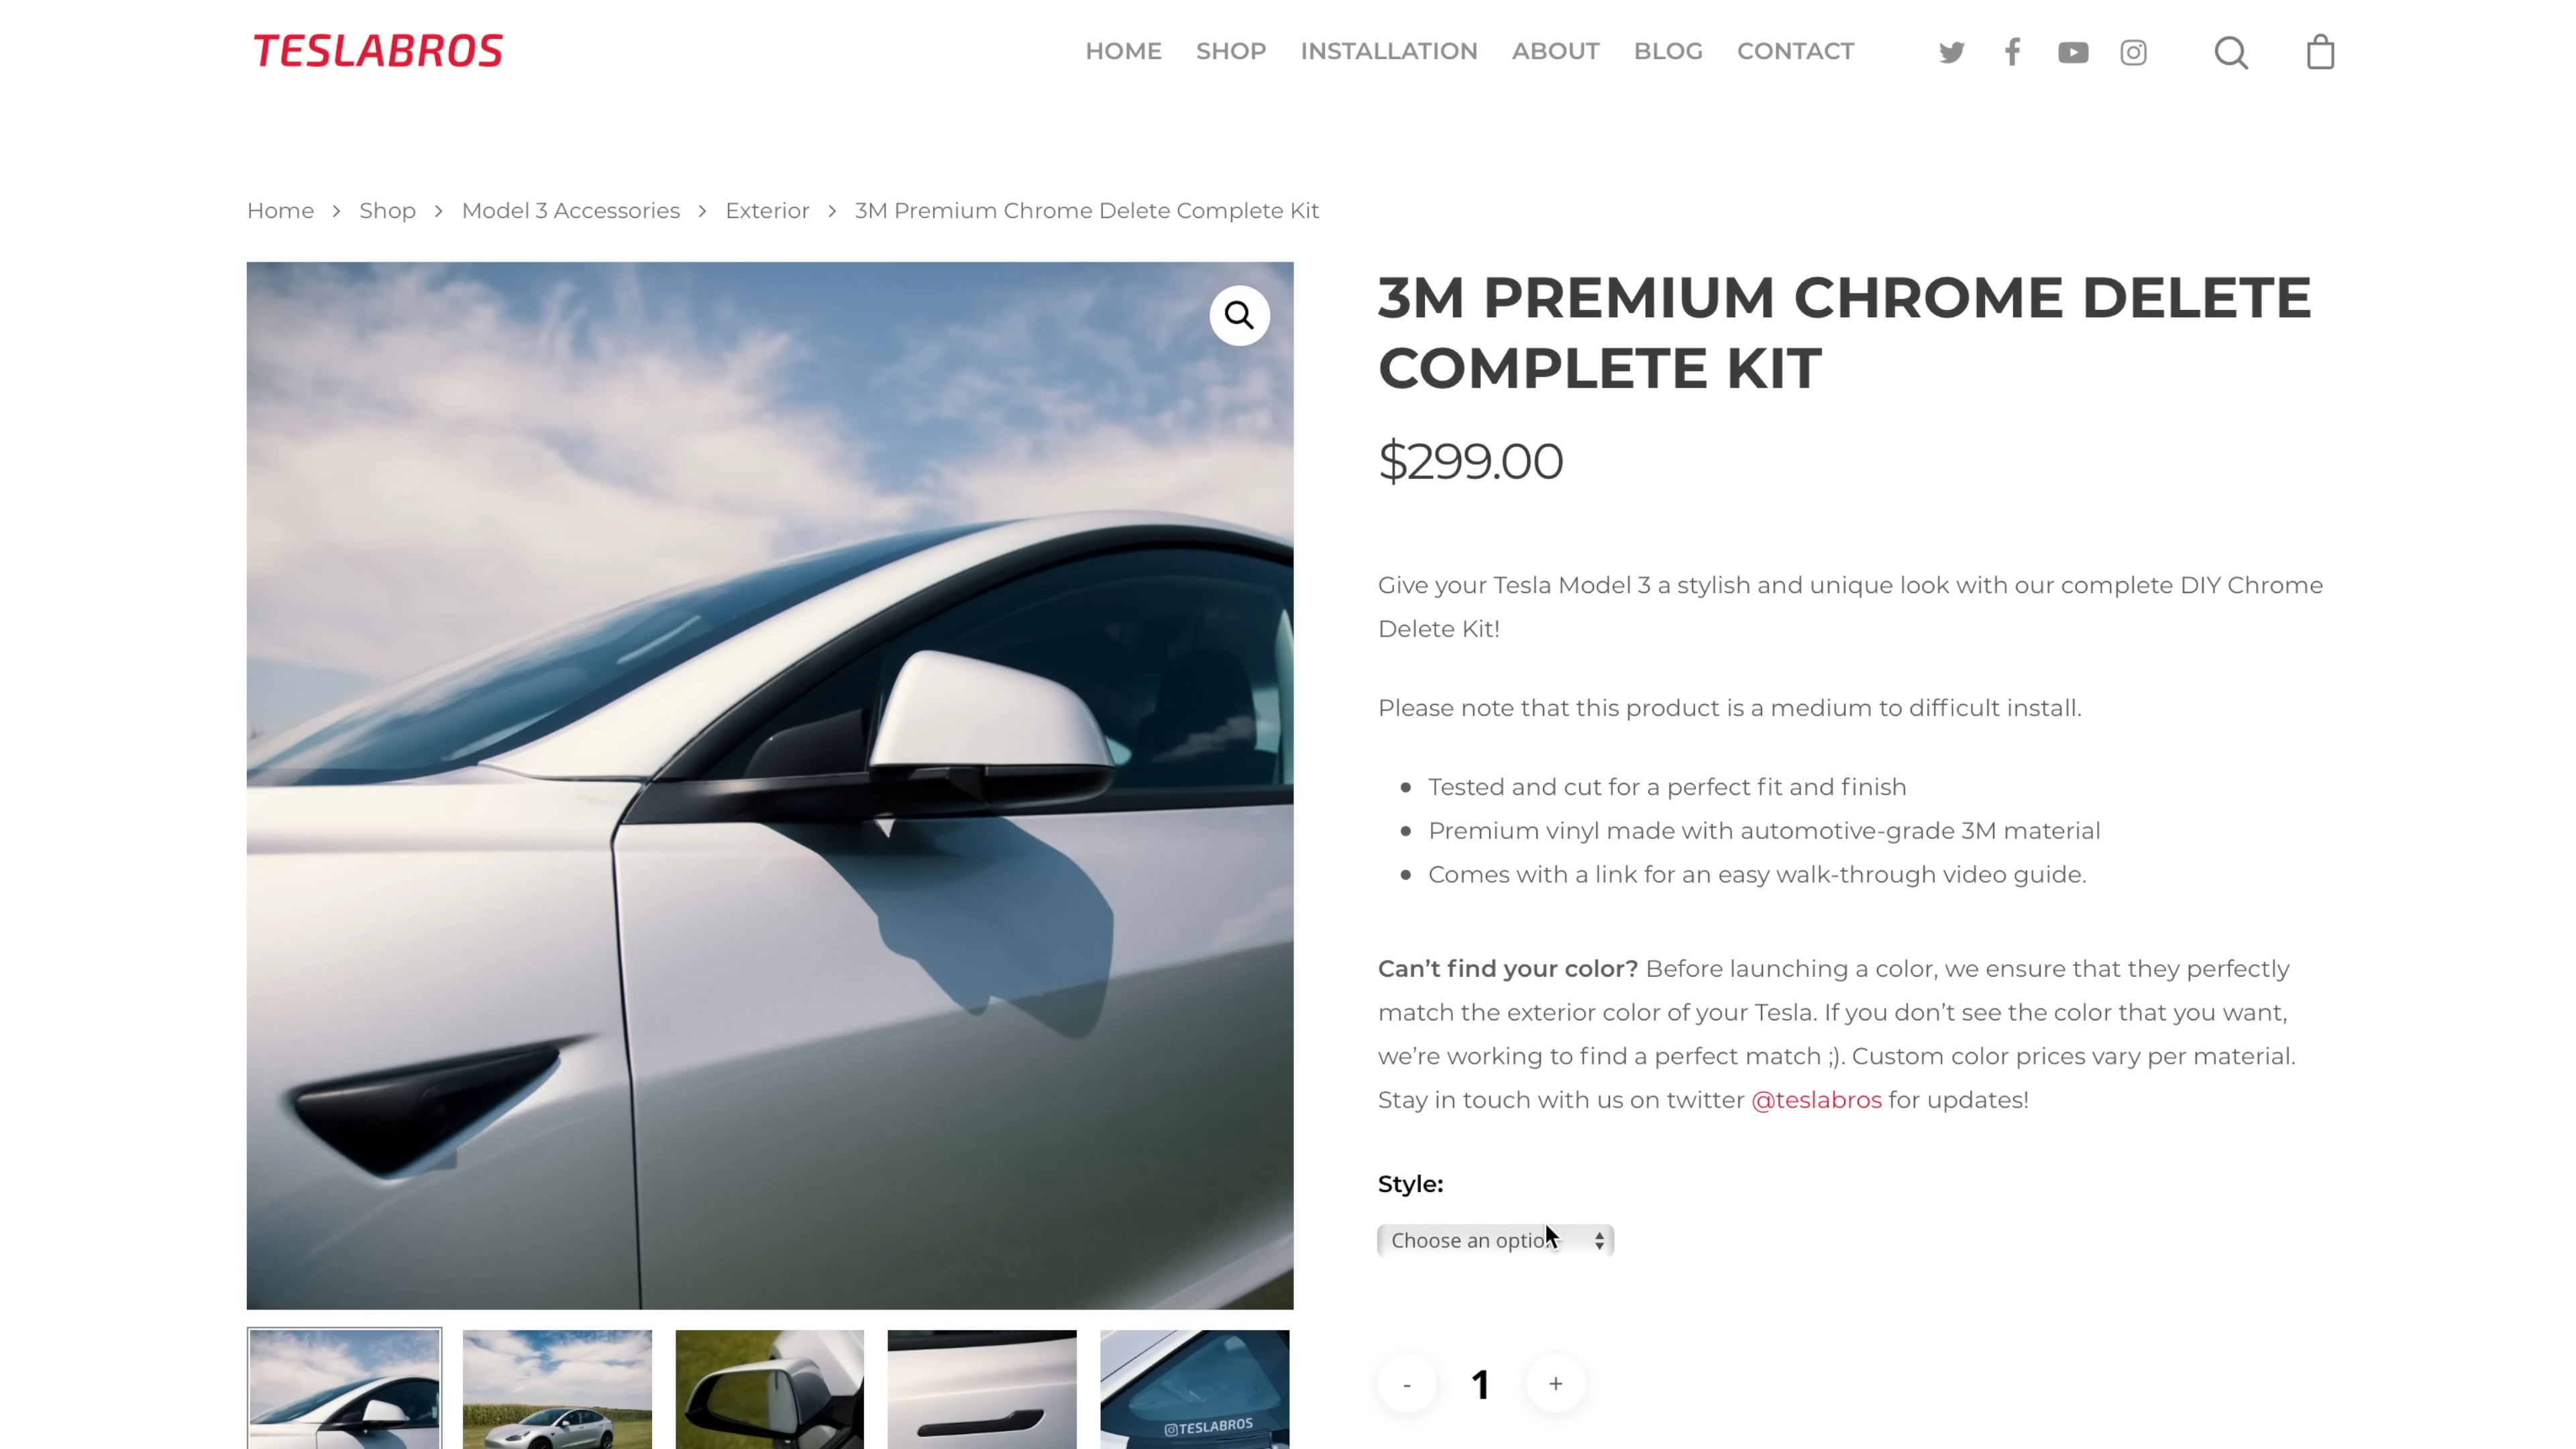 TESLABROS
HOME SHOP INSTALLATION ABOUT BLOG CONTACT
Home > Shop > Model 3 Accessories > Exterior > 3M Premium Chrome Delete Complete Kit
3M PREMIUM CHROME DELETE
COMPLETE KIT
$299.00
Give your Tesla Model 3 a stylish and unique look with our complete DIY Chrome
Delete Kit!
Please note that this product is a medium to difficult install.
• Tested and cut for a perfect fit and finish
• Premium vinyl made with automotive-grade 3M material
• Comes with a link for an easy walk-through video guide.
Can't find your color? Before launching a color, we ensure that they perfectly
match the exterior color of your Tesla. If you don't see the color that you want,
we're working to find a perfect match ;). Custom color prices vary per material.
Stay in touch with us on twitter @teslabros for updates!
Style:
Choose an option
- 1 +
TESLABROS